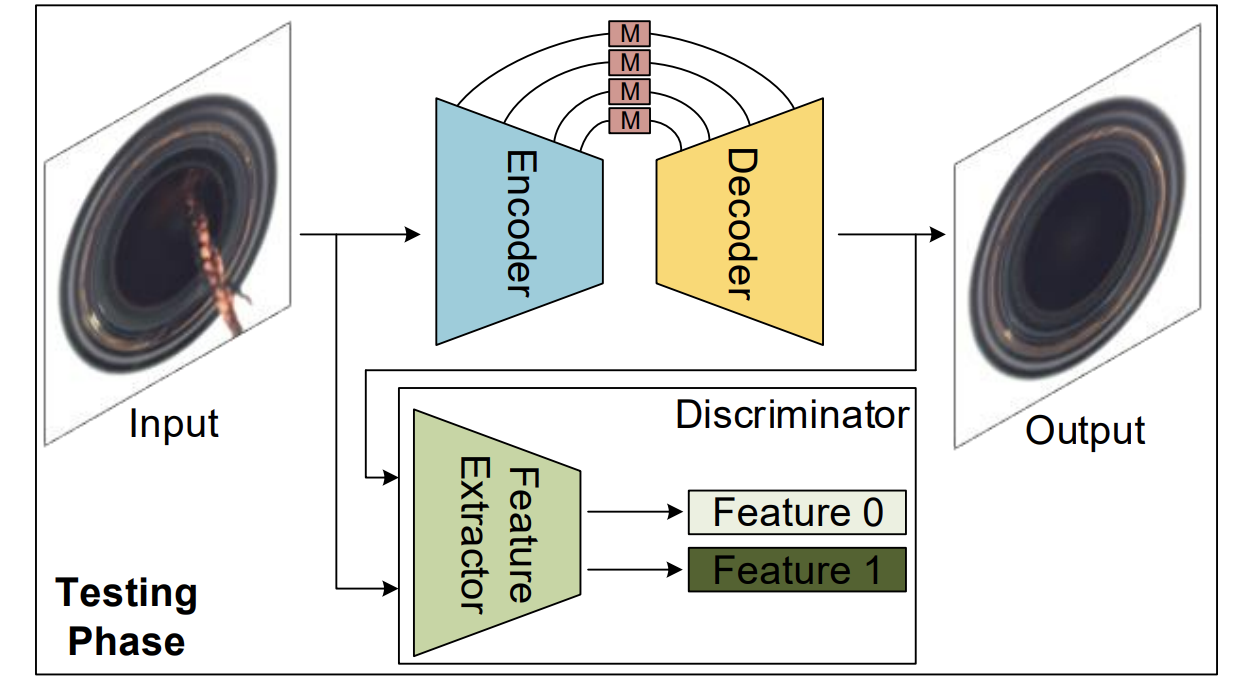 M
M
M
M
Encoder
Decoder
Input
Output
Discriminator
Feature
Extractor
Feature 0
Feature 1
Testing
Phase